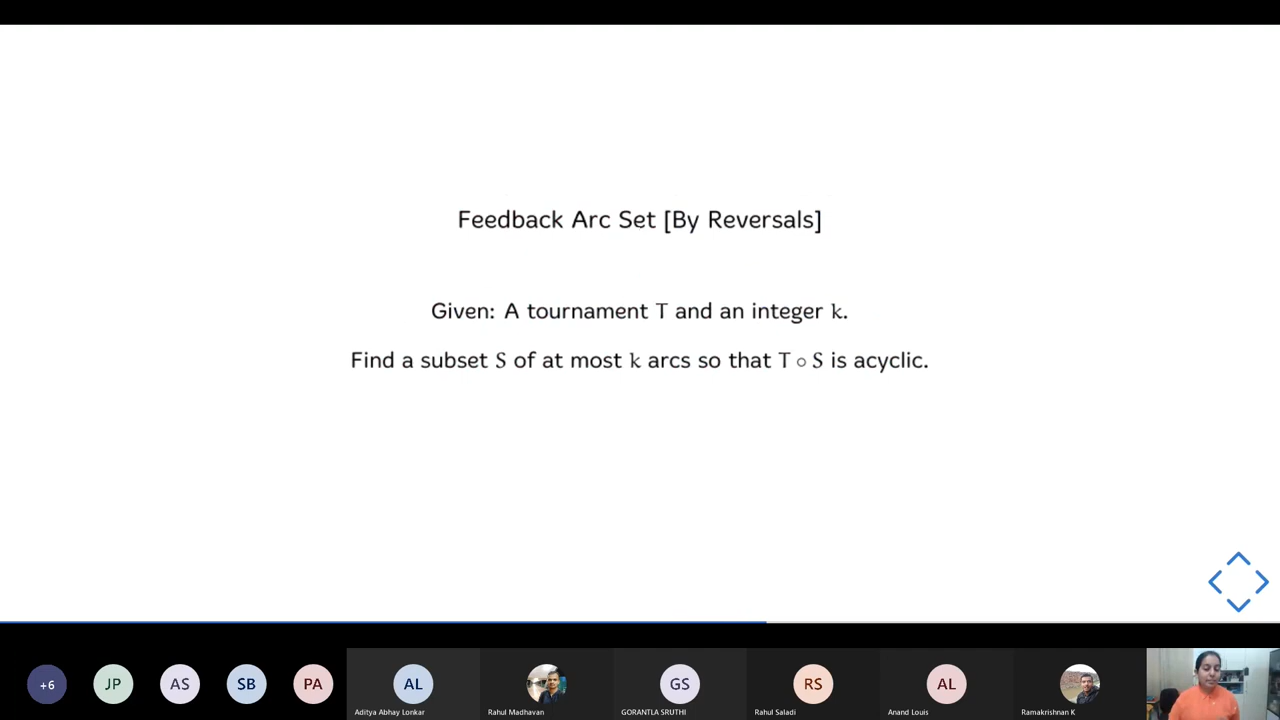 Feedback Arc Set [By Reversals]
Given: A tournament T and an integer k.
Find a subset S of at most k arcs so that T ∘ S is acyclic.
+6 JP AS SB PA AL GS RS AL
Aditya Abhay Lonkar Rahul Madhavan GORANTLA SRUTHI Rahul Saladi Anand Louis Ramakrishnan K